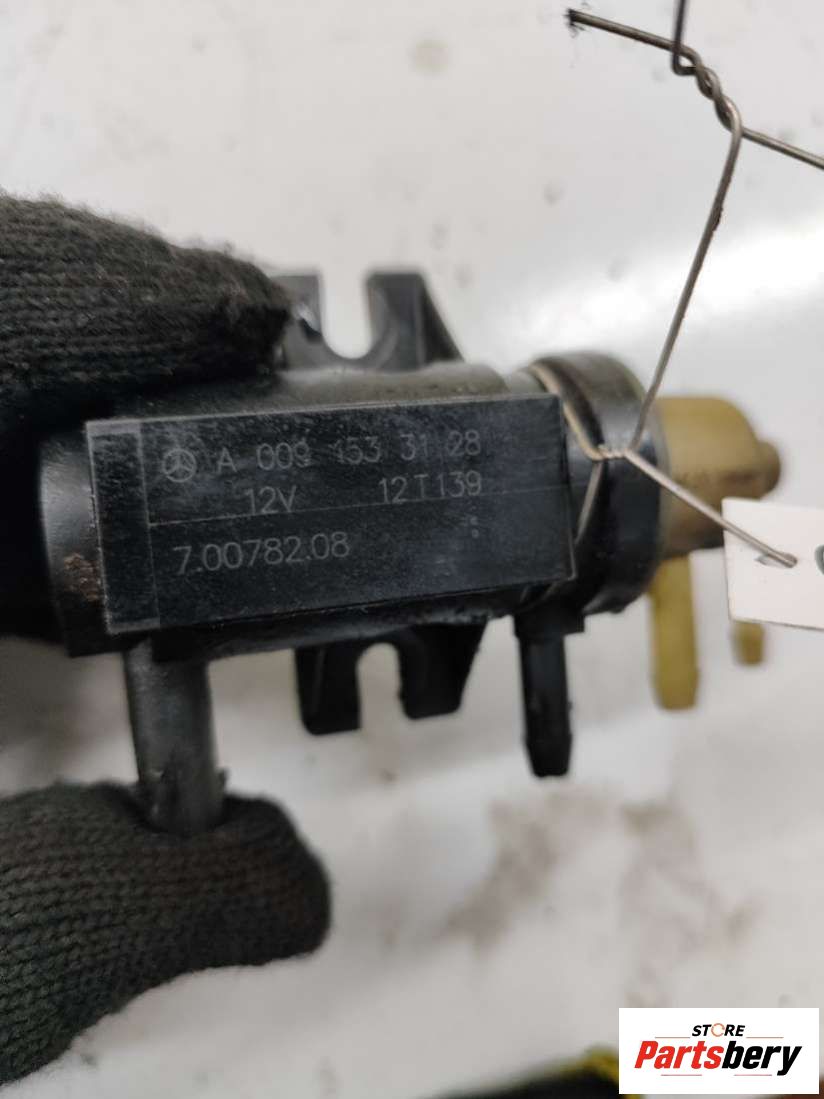 A 009 153 31 28
12V 12T139
7.00782.08
STORE
Partsbery